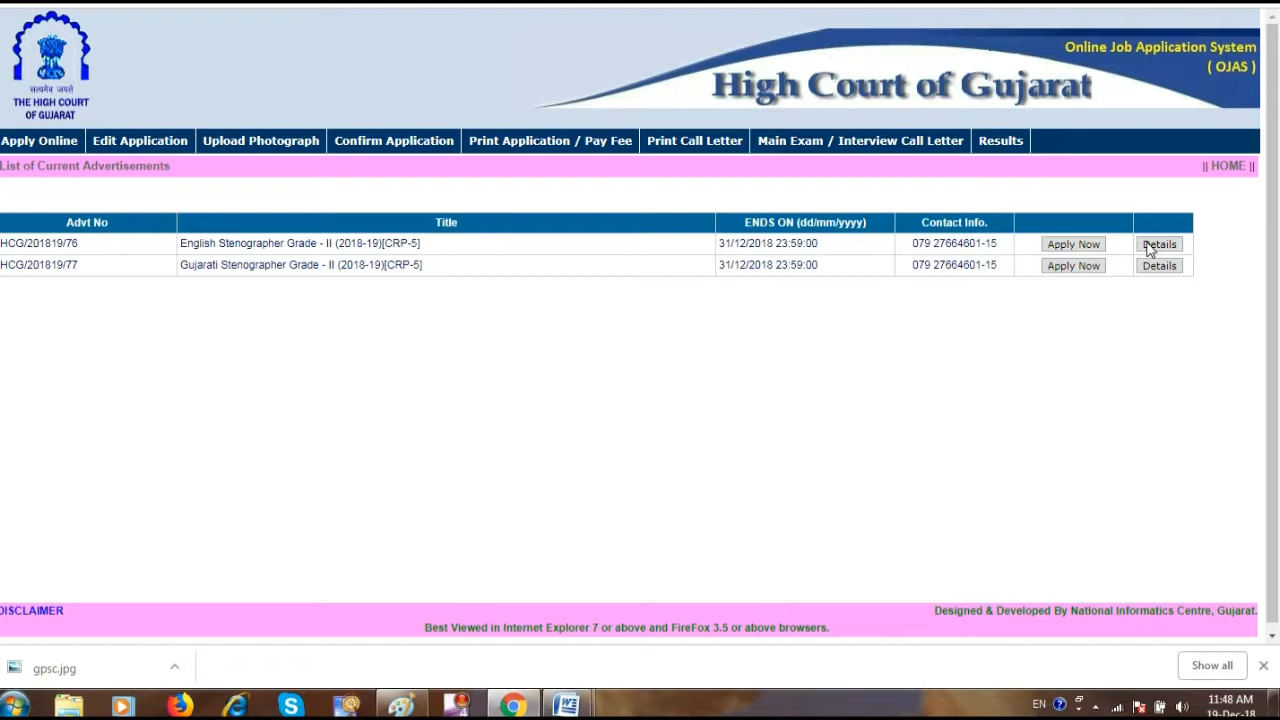 Online Job Application System
( OJAS )
High Court of Gujarat
सत्यमेव जयते
THE HIGH COURT
OF GUJARAT
Apply Online Edit Application Upload Photograph Confirm Application Print Application / Pay Fee Print Call Letter Main Exam / Interview Call Letter Results
List of Current Advertisements || HOME ||
Advt No Title ENDS ON (dd/mm/yyyy) Contact Info.
HCG/201819/76 English Stenographer Grade - II (2018-19)[CRP-5] 31/12/2018 23:59:00 079 27664601-15 Apply Now Details
HCG/201819/77 Gujarati Stenographer Grade - II (2018-19)[CRP-5] 31/12/2018 23:59:00 079 27664601-15 Apply Now Details
DISCLAIMER Designed & Developed By National Informatics Centre, Gujarat.
Best Viewed in Internet Explorer 7 or above and FireFox 3.5 or above browsers.
gpsc.jpg Show all
EN 11:48 AM
19-Dec-18